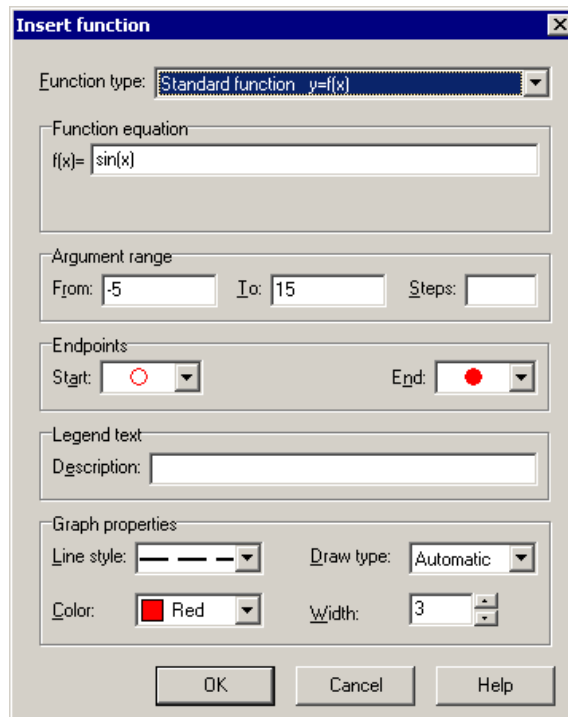 Insert function
Function type: Standard function y=f(x)
Function equation
f(x)= sin(x)
Argument range
From: -5 To: 15 Steps:
Endpoints
Start: End:
Legend text
Description:
Graph properties
Line style: Draw type: Automatic
Color: Red Width: 3
OK Cancel Help